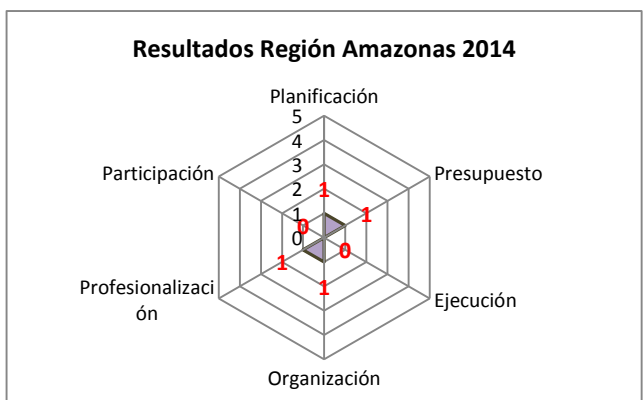 Resultados Región Amazonas 2014
Planificación
5
4
3
2
1
0
Participación
Presupuesto
1
1
0
0
1
1
Profesionalizaci
ón
Ejecución
Organización